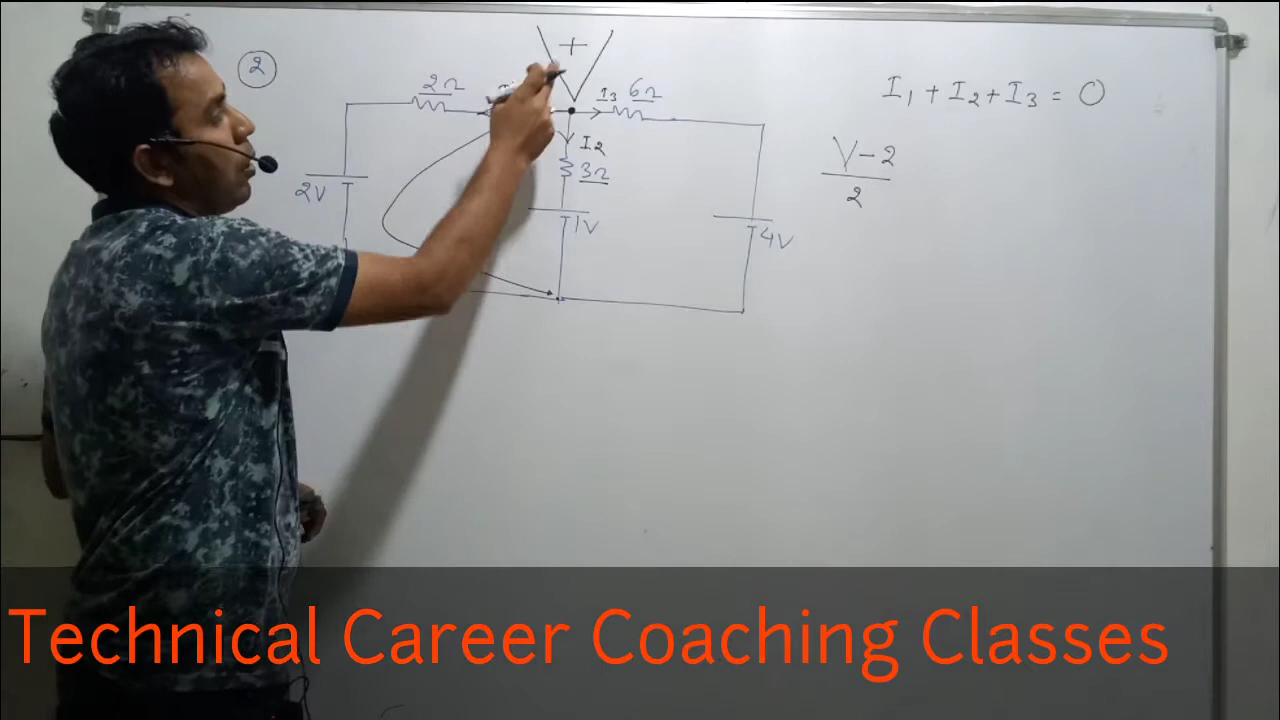 2
V
+
2Ω
I3 6Ω
I1 + I2 + I3 = 0
I2
3Ω
V-2
2
2V
1V
4V
Technical Career Coaching Classes